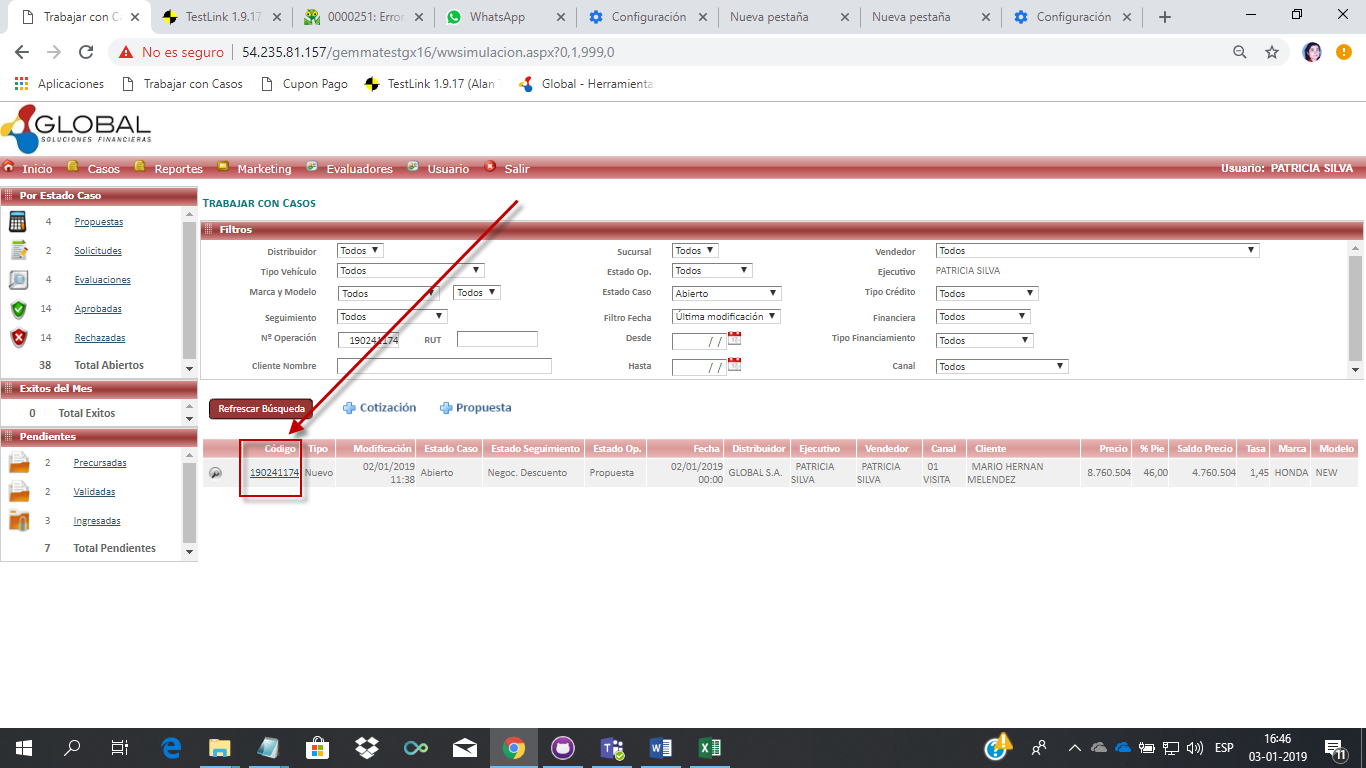 Trabajar con C
TestLink 1.9.17
0000251: Error
WhatsApp
Configuración
Nueva pestaña
Nueva pestaña
Configuración
No es seguro | 54.235.81.157/gemmatestgx16/wwsimulacion.aspx?0,1,999,0
Aplicaciones
Trabajar con Casos
Cupon Pago
TestLink 1.9.17 (Alan
Global - Herramienta
GLOBAL
SOLUCIONES FINANCIERAS
Inicio Casos Reportes Marketing Evaluadores Usuario Salir
Usuario: PATRICIA SILVA
Por Estado Caso
4 Propuestas
2 Solicitudes
4 Evaluaciones
14 Aprobadas
14 Rechazadas
38 Total Abiertos
Exitos del Mes
0 Total Exitos
Pendientes
2 Precursadas
2 Validadas
3 Ingresadas
7 Total Pendientes
TRABAJAR CON CASOS
Filtros
Distribuidor Todos Sucursal Todos Vendedor Todos
Tipo Vehículo Todos Estado Op. Todos Ejecutivo PATRICIA SILVA
Marca y Modelo Todos Todos Estado Caso Abierto Tipo Crédito Todos
Seguimiento Todos Filtro Fecha Última modificación Financiera Todos
Nº Operación 190241174 RUT Desde / / Tipo Financiamiento Todos
Cliente Nombre Hasta / / Canal Todos
Refrescar Búsqueda Cotización Propuesta
Código Tipo Modificación Estado Caso Estado Seguimiento Estado Op. Fecha Distribuidor Ejecutivo Vendedor Canal Cliente Precio % Pie Saldo Precio Tasa Marca Modelo
190241174 Nuevo 02/01/2019 11:38 Abierto Negoc. Descuento Propuesta 02/01/2019 00:00 GLOBAL S.A. PATRICIA SILVA PATRICIA SILVA 01 VISITA MARIO HERNAN MELENDEZ 8.760.504 46,00 4.760.504 1,45 HONDA NEW
ESP
16:46
03-01-2019
11